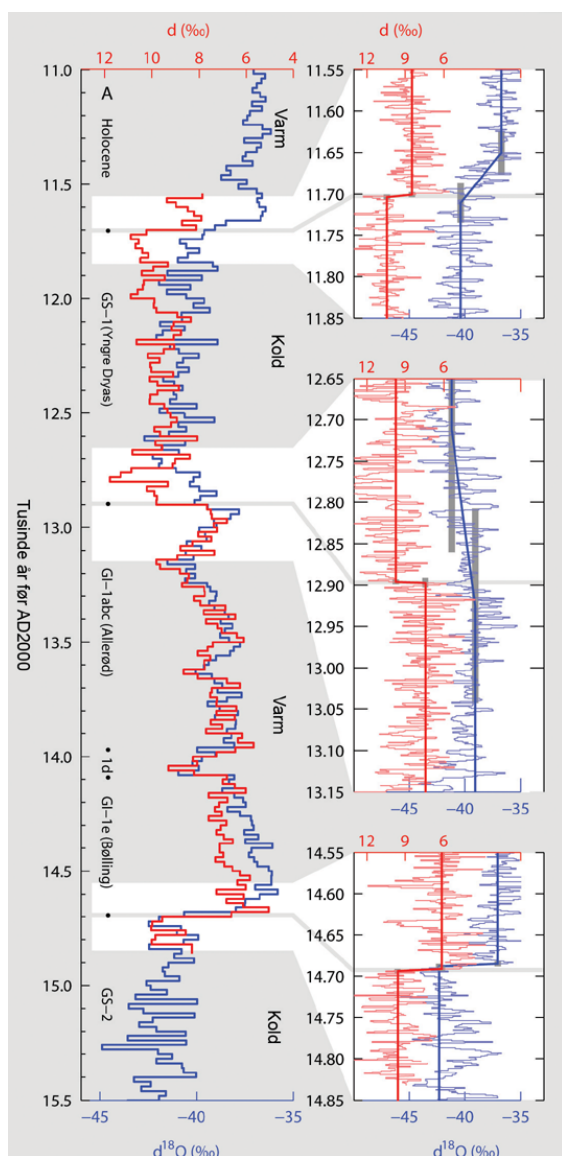 d (‰)
d (‰)
12 10 8 6 4
12 9 6
A
Tusinde år før AD2000
11.0
11.5
12.0
12.5
13.0
13.5
14.0
14.5
15.0
15.5
Holocene
GS−1 (Yngre Dryas)
GI−1abc (Allerød)
1d
GI−1e (Bølling)
GS−2
Varm
Kold
Varm
Kold
−45 −40 −35
d¹⁸O (‰)
11.55
11.60
11.65
11.70
11.75
11.80
11.85
−45 −40 −35
12 9 6
12.65
12.70
12.75
12.80
12.85
12.90
12.95
13.00
13.05
13.10
13.15
−45 −40 −35
12 9 6
14.55
14.60
14.65
14.70
14.75
14.80
14.85
−45 −40 −35
d¹⁸O (‰)